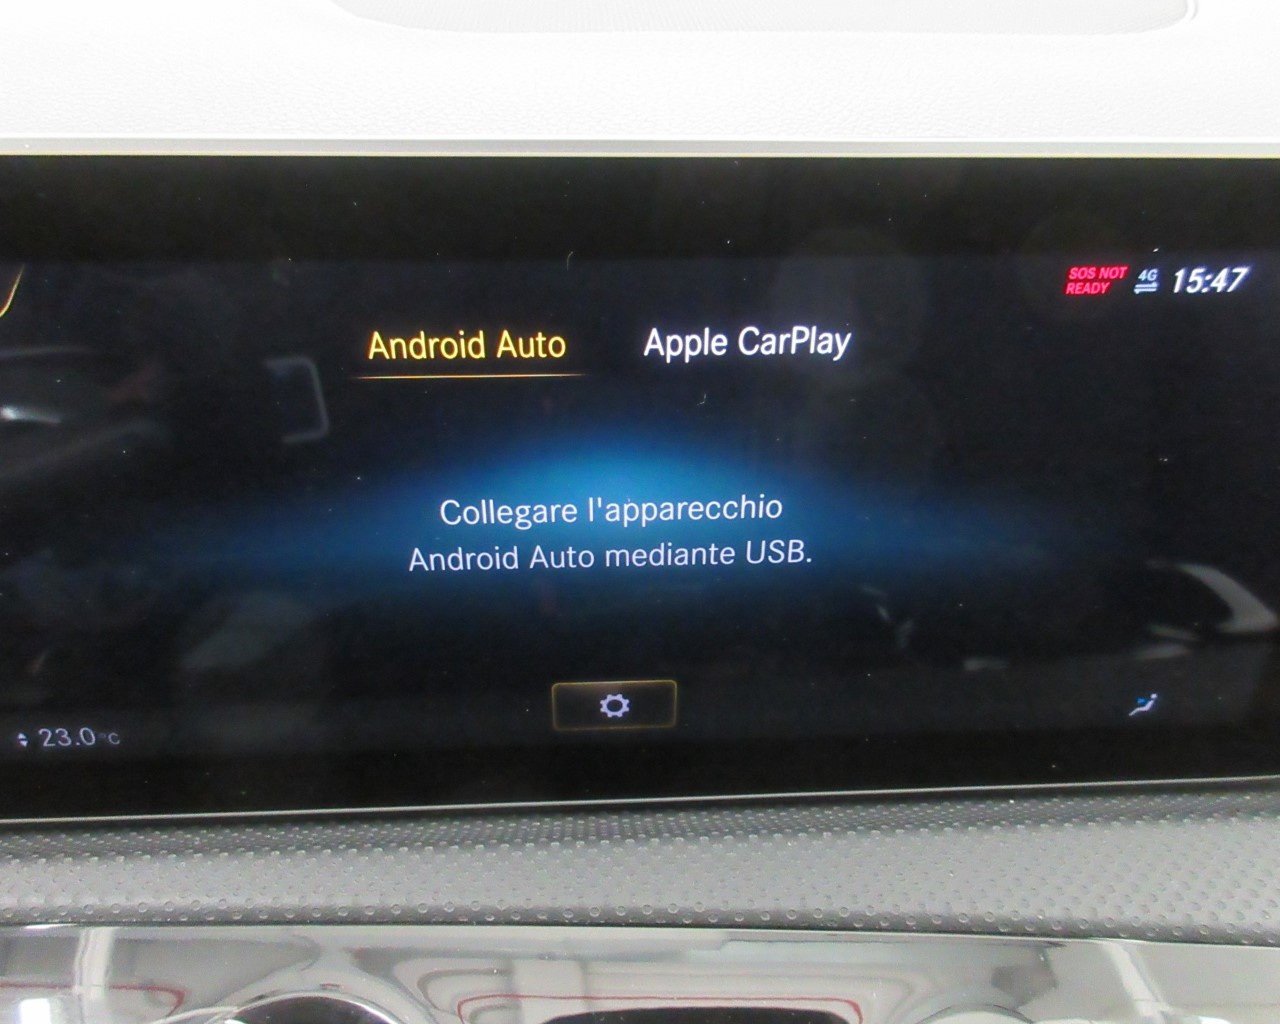 SOS NOT
READY
4G
15:47
Android Auto
Apple CarPlay
Collegare l'apparecchio
Android Auto mediante USB.
23.0°C